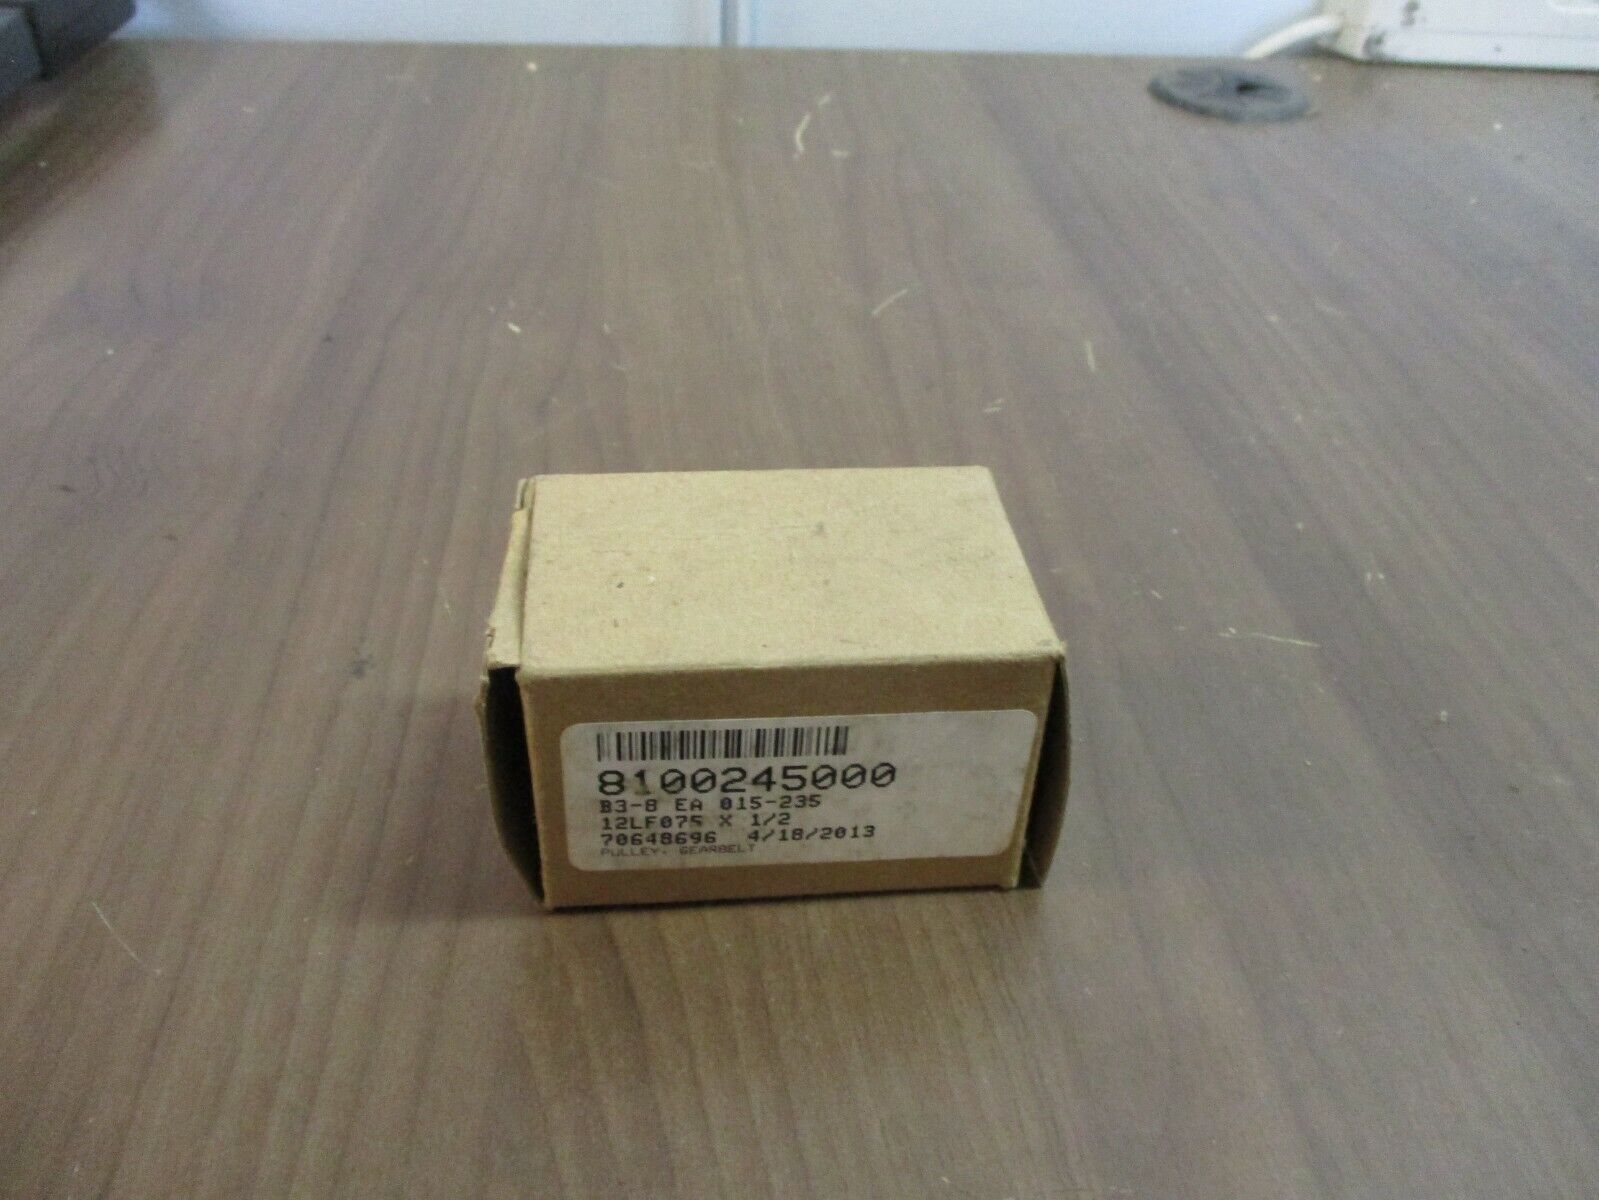 8100245000
B3-8 EA 015-235
12LF075 X 1/2
70648696 4/18/2013
PULLEY, GEARBELT